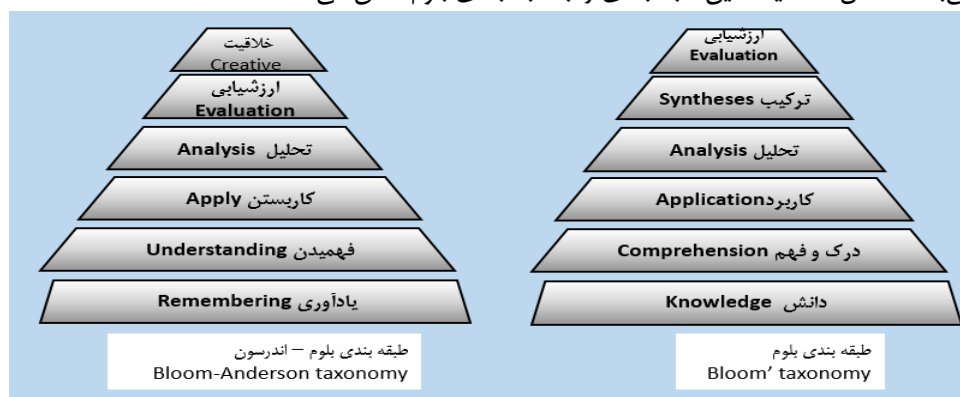 ارزشیابی
Evaluation
ترکیب Syntheses
تحلیل Analysis
کاربردApplication
درک و فهم Comprehension
دانش Knowledge
طبقه بندی بلوم
Bloom’ taxonomy
خلاقیت
Creative
ارزشیابی
Evaluation
تحلیل Analysis
کاربستن Apply
فهمیدن Understanding
یادآوری Remembering
طبقه بندی بلوم – اندرسون
Bloom-Anderson taxonomy